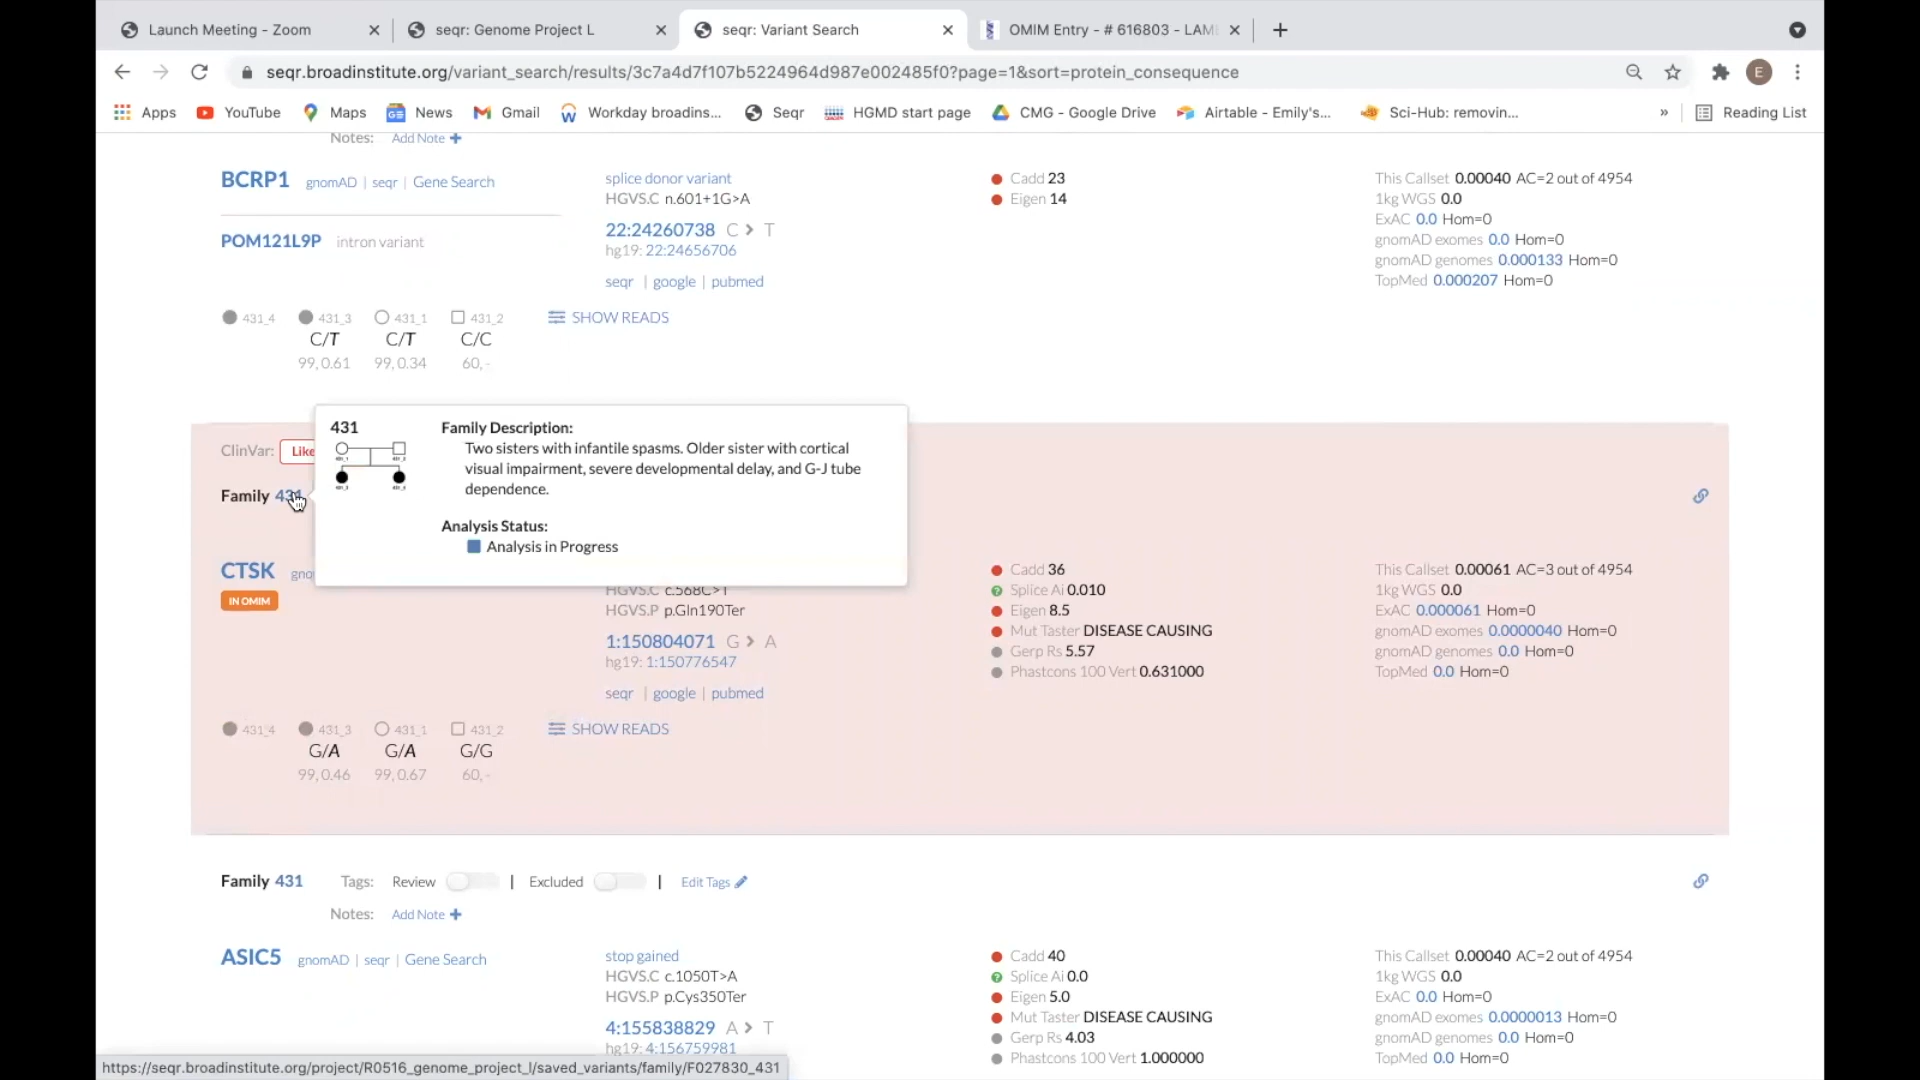 Launch Meeting - Zoom
seqr: Genome Project L
seqr: Variant Search
OMIM Entry - # 616803 - LAM
seqr.broadinstitute.org/variant_search/results/3c7a4d7f107b5224964d987e002485f0?page=1&sort=protein_consequence
E
Apps YouTube Maps News Gmail Workday broadins... Seqr HGMD start page CMG - Google Drive Airtable - Emily's... Sci-Hub: removin... » Reading List
Notes: Add Note +
BCRP1 gnomAD | seqr | Gene Search
POM121L9P intron variant
splice donor variant
HGVS.C n.601+1G>A
22:24260738 C > T
hg19: 22:24656706
seqr | google | pubmed
Cadd 23
Eigen 14
This Callset 0.00040 AC=2 out of 4954
1kg WGS 0.0
ExAC 0.0 Hom=0
gnomAD exomes 0.0 Hom=0
gnomAD genomes 0.000133 Hom=0
TopMed 0.000207 Hom=0
431_4 431_3 431_1 431_2 SHOW READS
C/T C/T C/C
99, 0.61 99, 0.34 60, -
ClinVar: Like
Family 431
431
Family Description:
Two sisters with infantile spasms. Older sister with cortical
visual impairment, severe developmental delay, and G-J tube
dependence.
Analysis Status:
Analysis in Progress
CTSK gno
IN OMIM
HGVS.C c.568C>T
HGVS.P p.Gln190Ter
1:150804071 G > A
hg19: 1:150776547
seqr | google | pubmed
Cadd 36
Splice Ai 0.010
Eigen 8.5
Mut Taster DISEASE CAUSING
Gerp Rs 5.57
Phastcons 100 Vert 0.631000
This Callset 0.00061 AC=3 out of 4954
1kg WGS 0.0
ExAC 0.000061 Hom=0
gnomAD exomes 0.0000040 Hom=0
gnomAD genomes 0.0 Hom=0
TopMed 0.0 Hom=0
431_4 431_3 431_1 431_2 SHOW READS
G/A G/A G/G
99, 0.46 99, 0.67 60, -
Family 431 Tags: Review | Excluded | Edit Tags
Notes: Add Note +
ASIC5 gnomAD | seqr | Gene Search
stop gained
HGVS.C c.1050T>A
HGVS.P p.Cys350Ter
4:155838829 A > T
hg19: 4:156759981
Cadd 40
Splice Ai 0.0
Eigen 5.0
Mut Taster DISEASE CAUSING
Gerp Rs 4.03
Phastcons 100 Vert 1.000000
This Callset 0.00040 AC=2 out of 4954
1kg WGS 0.0
ExAC 0.0 Hom=0
gnomAD exomes 0.0000013 Hom=0
gnomAD genomes 0.0 Hom=0
TopMed 0.0 Hom=0
https://seqr.broadinstitute.org/project/R0516_genome_project_l/saved_variants/family/F027830_431